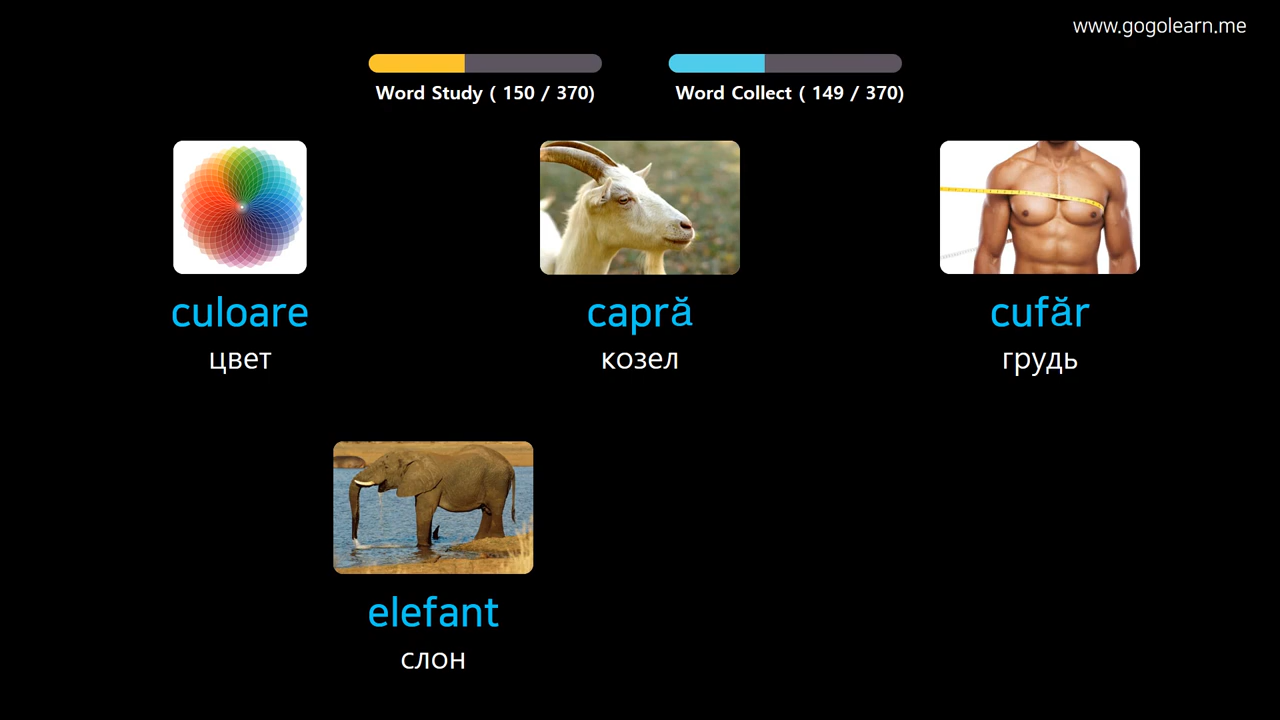 www.gogolearn.me
Word Study ( 150 / 370)
Word Collect ( 149 / 370)
culoare
цвет
capră
козел
cufăr
грудь
elefant
слон